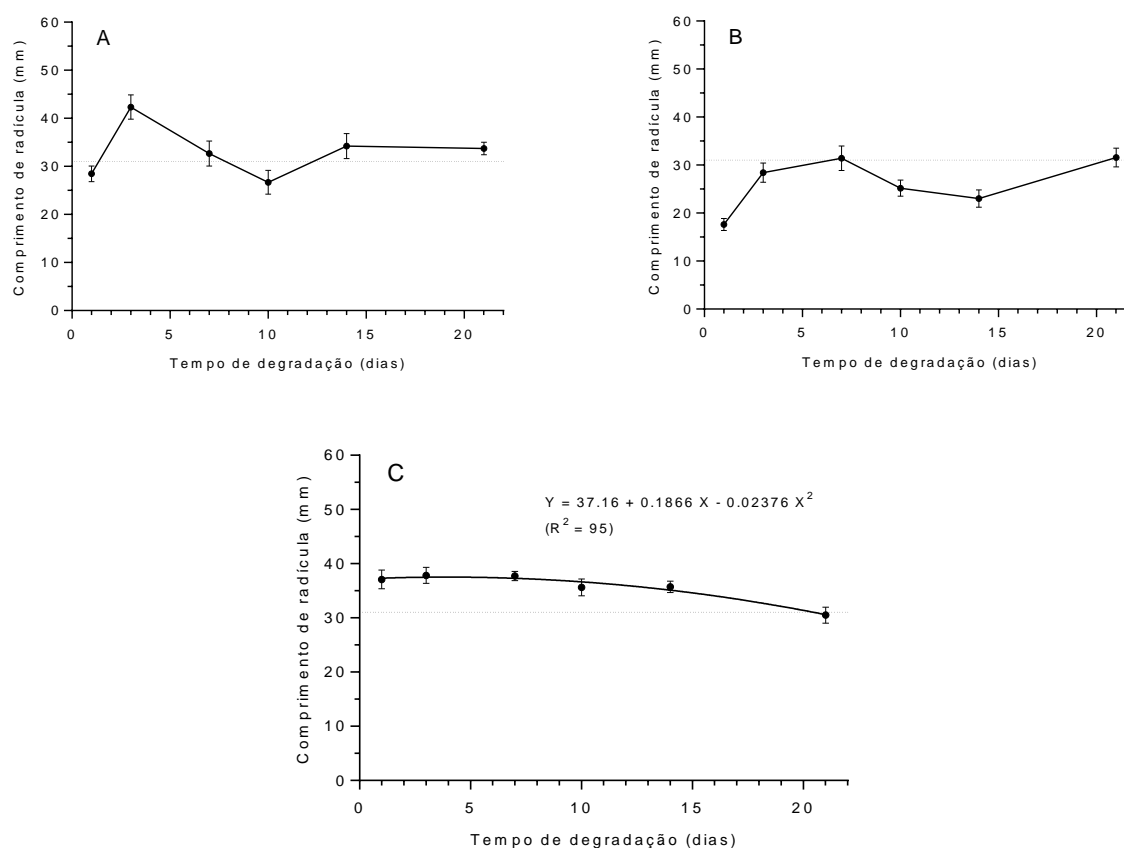 A
Comprimento de radícula (mm)
60
50
40
30
20
10
0
0 5 10 15 20
Tempo de degradação (dias)
B
Comprimento de radícula (mm)
60
50
40
30
20
10
0
0 5 10 15 20
Tempo de degradação (dias)
C
Comprimento de radícula (mm)
60
50
40
30
20
10
0
Y = 37.16 + 0.1866 X - 0.02376 X²
(R² = 95)
0 5 10 15 20
Tempo de degradação (dias)